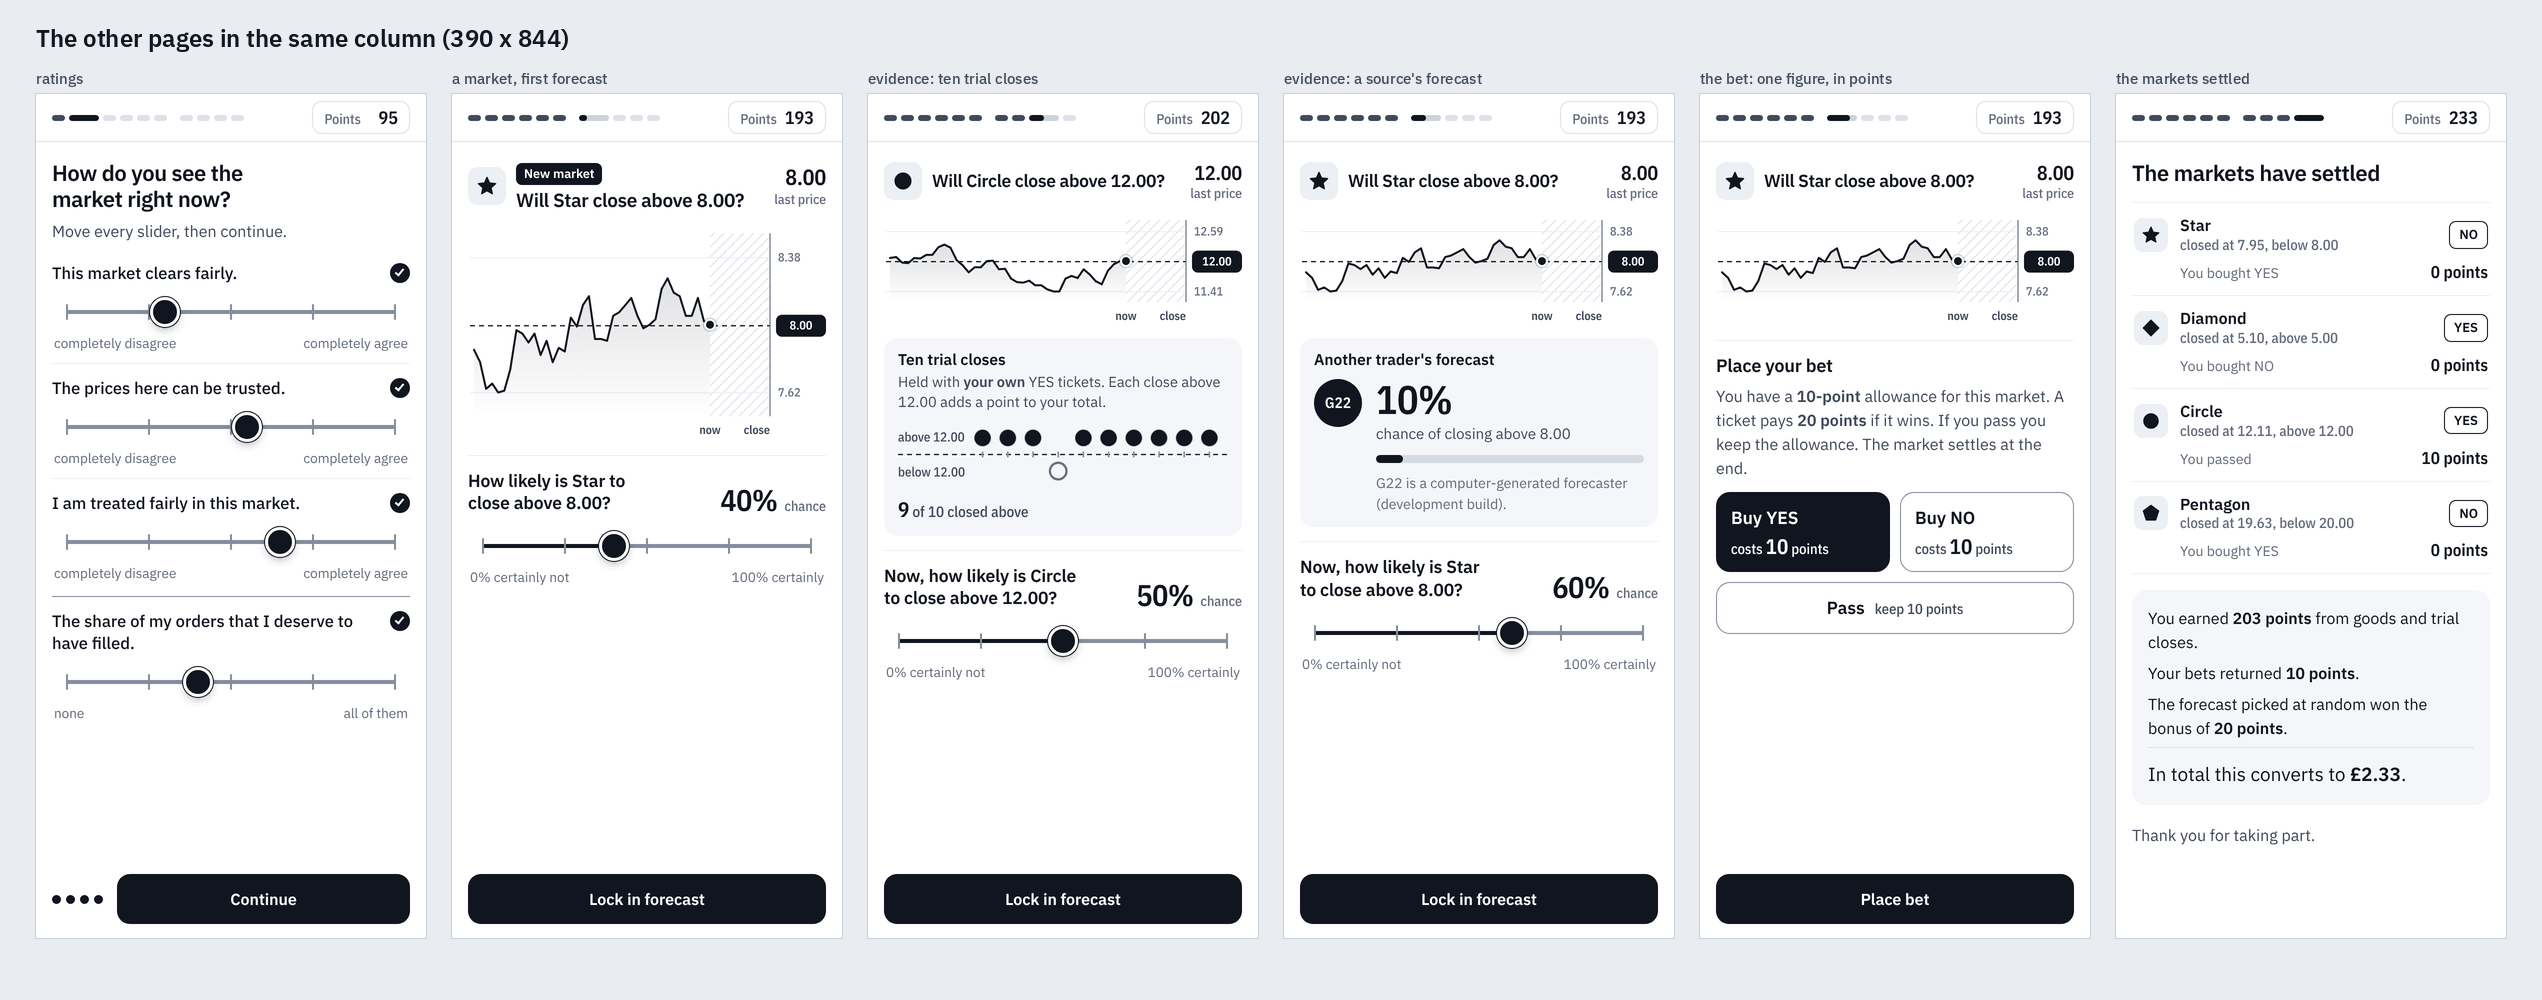 The other pages in the same column (390 x 844)
ratings
Points 95
How do you see the
market right now?
Move every slider, then continue.
This market clears fairly.
completely disagree completely agree
The prices here can be trusted.
completely disagree completely agree
I am treated fairly in this market.
completely disagree completely agree
The share of my orders that I deserve to
have filled.
none all of them
Continue
a market, first forecast
Points 193
New market
Will Star close above 8.00?
8.00
last price
8.38
8.00
7.62
now close
How likely is Star to
close above 8.00?
40% chance
0% certainly not 100% certainly
Lock in forecast
evidence: ten trial closes
Points 202
Will Circle close above 12.00?
12.00
last price
12.59
12.00
11.41
now close
Ten trial closes
Held with your own YES tickets. Each close above
12.00 adds a point to your total.
above 12.00
below 12.00
9 of 10 closed above
Now, how likely is Circle
to close above 12.00?
50% chance
0% certainly not 100% certainly
Lock in forecast
evidence: a source's forecast
Points 193
Will Star close above 8.00?
8.00
last price
8.38
8.00
7.62
now close
Another trader's forecast
G22
10%
chance of closing above 8.00
G22 is a computer-generated forecaster
(development build).
Now, how likely is Star
to close above 8.00?
60% chance
0% certainly not 100% certainly
Lock in forecast
the bet: one figure, in points
Points 193
Will Star close above 8.00?
8.00
last price
8.38
8.00
7.62
now close
Place your bet
You have a 10-point allowance for this market. A
ticket pays 20 points if it wins. If you pass you
keep the allowance. The market settles at the
end.
Buy YES
costs 10 points
Buy NO
costs 10 points
Pass keep 10 points
Place bet
the markets settled
Points 233
The markets have settled
Star
closed at 7.95, below 8.00
NO
You bought YES 0 points
Diamond
closed at 5.10, above 5.00
YES
You bought NO 0 points
Circle
closed at 12.11, above 12.00
YES
You passed 10 points
Pentagon
closed at 19.63, below 20.00
NO
You bought YES 0 points
You earned 203 points from goods and trial
closes.
Your bets returned 10 points.
The forecast picked at random won the
bonus of 20 points.
In total this converts to £2.33.
Thank you for taking part.